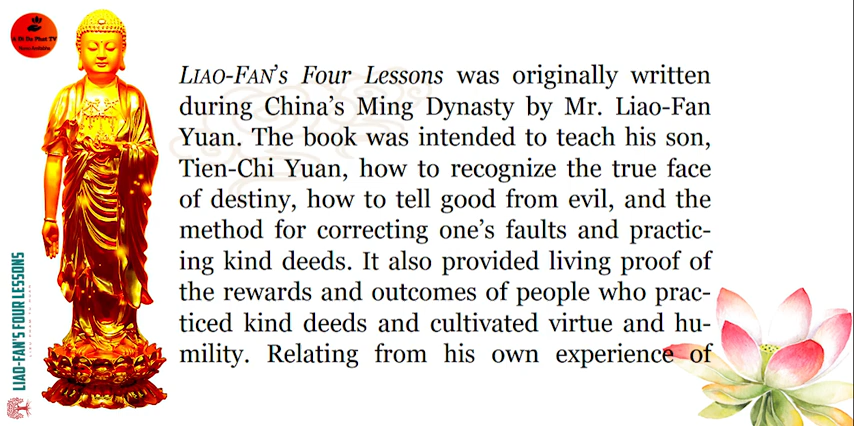 A Di Da Phat TV
LIAO-FAN'S FOUR LESSONS
LIAO-FAN's Four Lessons was originally written
during China's Ming Dynasty by Mr. Liao-Fan
Yuan. The book was intended to teach his son,
Tien-Chi Yuan, how to recognize the true face
of destiny, how to tell good from evil, and the
method for correcting one's faults and practic-
ing kind deeds. It also provided living proof of
the rewards and outcomes of people who prac-
ticed kind deeds and cultivated virtue and hu-
mility. Relating from his own experience of